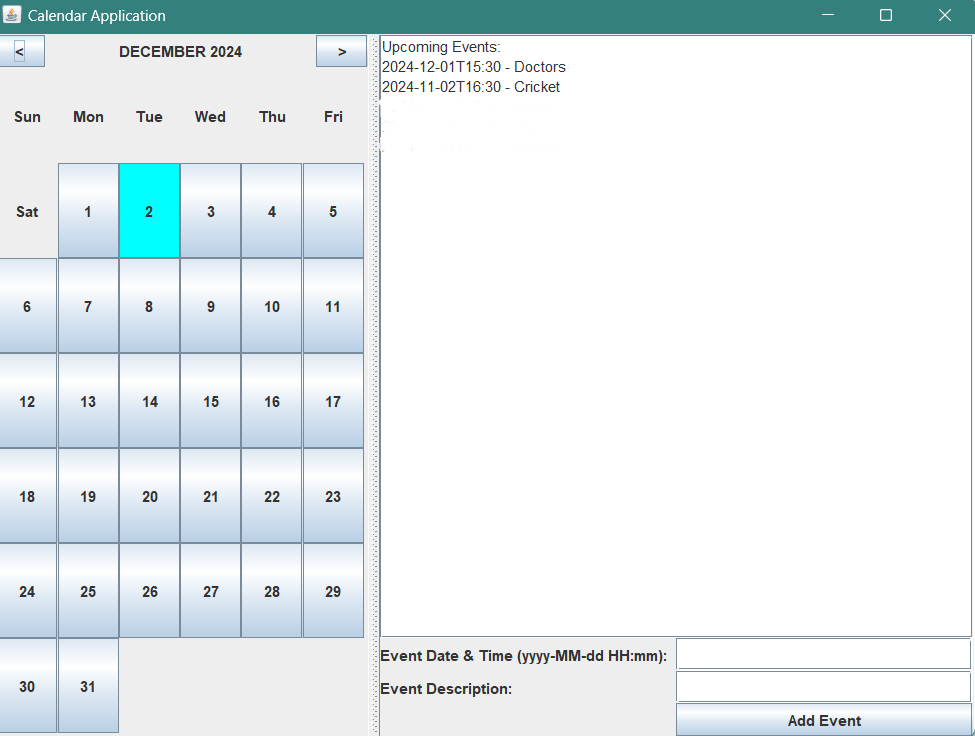 Calendar Application
< DECEMBER 2024 >
Sun Mon Tue Wed Thu Fri
Sat 1 2 3 4 5
6 7 8 9 10 11
12 13 14 15 16 17
18 19 20 21 22 23
24 25 26 27 28 29
30 31
Upcoming Events:
2024-12-01T15:30 - Doctors
2024-11-02T16:30 - Cricket
Event Date & Time (yyyy-MM-dd HH:mm):
Event Description:
Add Event